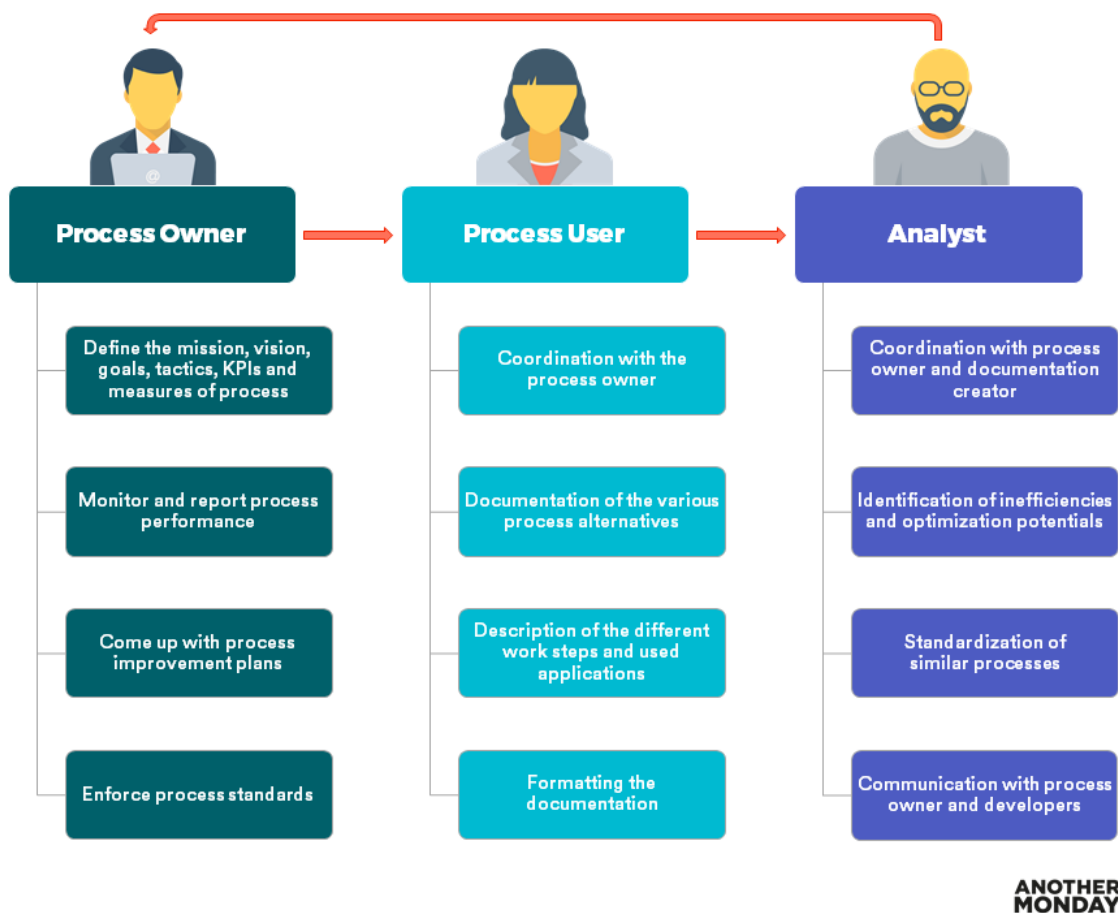 @
Process Owner
Process User
Analyst
Define the mission, vision,
goals, tactics, KPIs and
measures of process
Monitor and report process
performance
Come up with process
improvement plans
Enforce process standards
Coordination with the
process owner
Documentation of the various
process alternatives
Description of the different
work steps and used
applications
Formatting the
documentation
Coordination with process
owner and documentation
creator
Identification of inefficiencies
and optimization potentials
Standardization of
similar processes
Communication with process
owner and developers
ANOTHER
MONDAY